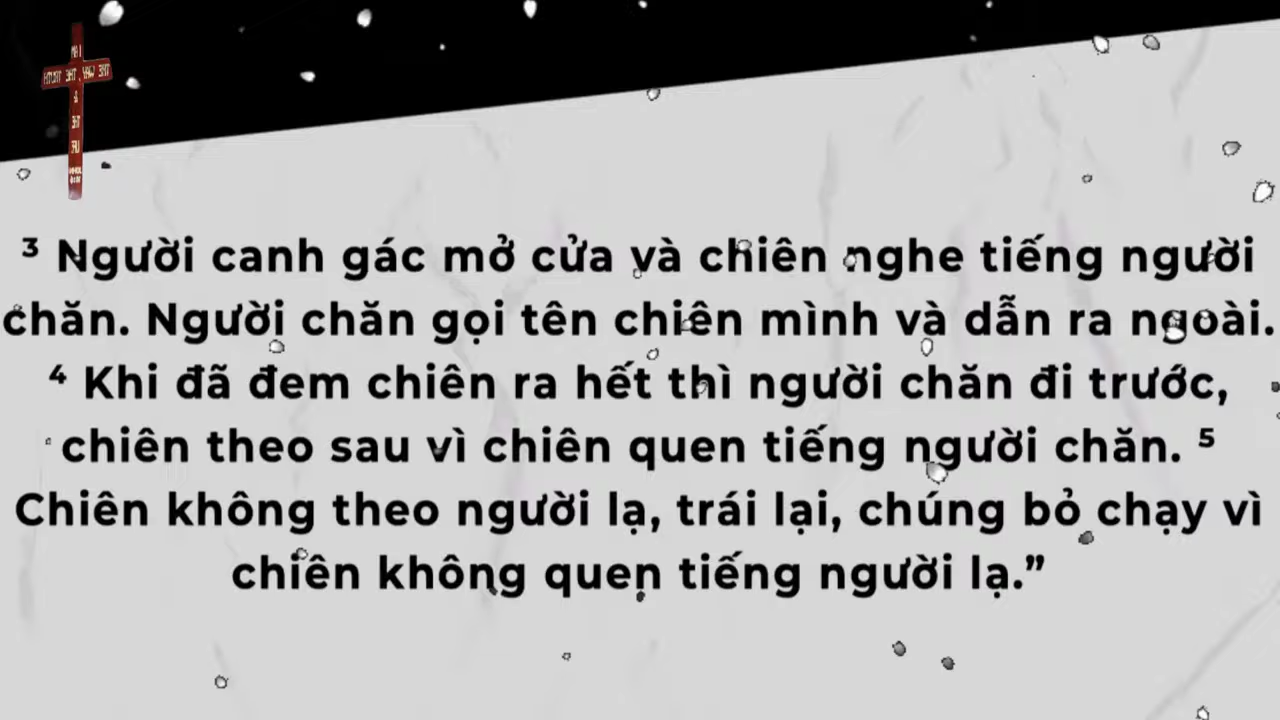 ³ Người canh gác mở cửa và chiên nghe tiếng người
chăn. Người chăn gọi tên chiên mình và dẫn ra ngoài.
⁴ Khi đã đem chiên ra hết thì người chăn đi trước,
chiên theo sau vì chiên quen tiếng người chăn. ⁵
Chiên không theo người lạ, trái lại, chúng bỏ chạy vì
chiên không quen tiếng người lạ.”